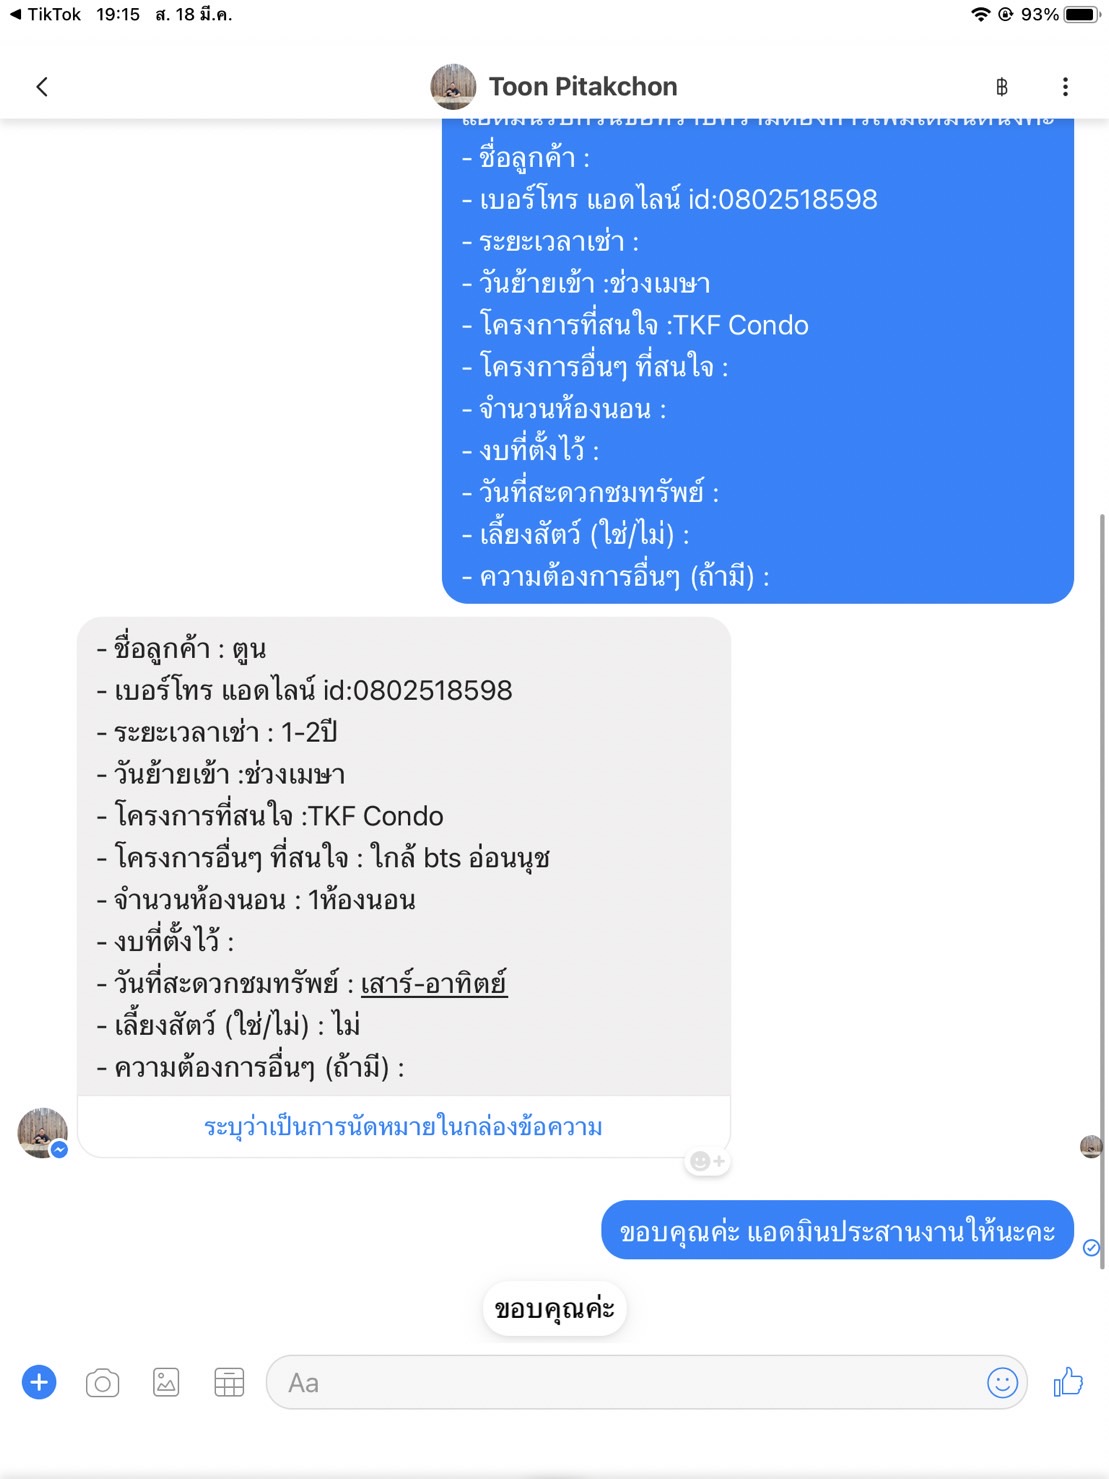 TikTok 19:15 ส. 18 มี.ค. 93%
Toon Pitakchon ฿
- ชื่อลูกค้า :
- เบอร์โทร แอดไลน์ id:0802518598
- ระยะเวลาเช่า :
- วันย้ายเข้า :ช่วงเมษา
- โครงการที่สนใจ :TKF Condo
- โครงการอื่นๆ ที่สนใจ :
- จำนวนห้องนอน :
- งบที่ตั้งไว้ :
- วันที่สะดวกชมทรัพย์ :
- เลี้ยงสัตว์ (ใช่/ไม่) :
- ความต้องการอื่นๆ (ถ้ามี) :
- ชื่อลูกค้า : ตูน
- เบอร์โทร แอดไลน์ id:0802518598
- ระยะเวลาเช่า : 1-2ปี
- วันย้ายเข้า :ช่วงเมษา
- โครงการที่สนใจ :TKF Condo
- โครงการอื่นๆ ที่สนใจ : ใกล้ bts อ่อนนุช
- จำนวนห้องนอน : 1ห้องนอน
- งบที่ตั้งไว้ :
- วันที่สะดวกชมทรัพย์ : เสาร์-อาทิตย์
- เลี้ยงสัตว์ (ใช่/ไม่) : ไม่
- ความต้องการอื่นๆ (ถ้ามี) :
ระบุว่าเป็นการนัดหมายในกล่องข้อความ
ขอบคุณค่ะ แอดมินประสานงานให้นะคะ
ขอบคุณค่ะ
Aa